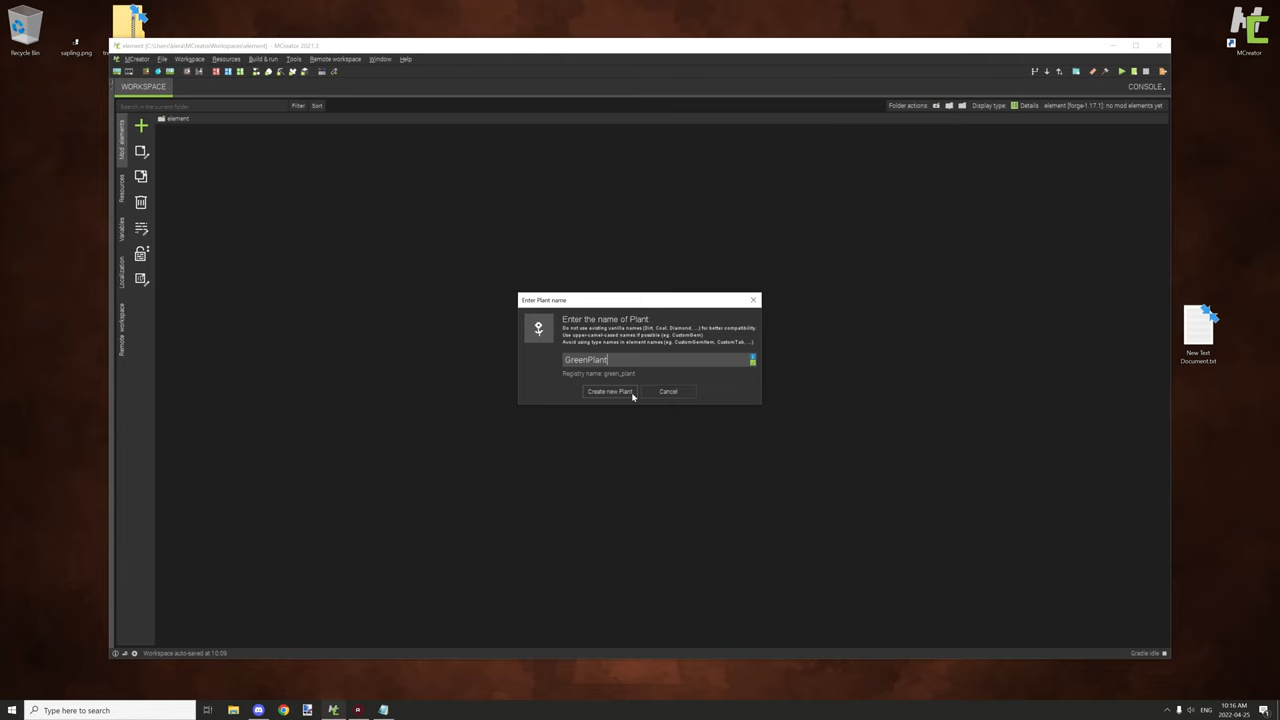 Recycle Bin
sapling.png
MCreator
element [C:\Users\kiera\MCreatorWorkspaces\element] - MCreator 2021.3
MCreator File Workspace Resources Build & run Tools Remote workspace Window Help
WORKSPACE
CONSOLE
Search in the current folder
Filter Sort
Folder actions: Display type: Details element [forge-1.17.1]: no mod elements yet
element
Mod elements
Resources
Variables
Localization
Remote workspace
Enter Plant name
Enter the name of Plant
Do not use existing vanilla names (Dirt, Coal, Diamond, ...) for better compatibility.
Use upper-camel-cased names if possible (eg. CustomGem)
Avoid using type names in element names (eg. CustomGemItem, CustomTab, ...)
GreenPlant
Registry name: green_plant
Create new Plant Cancel
New Text
Document.txt
Workspace auto-saved at 10:09
Gradle idle
Type here to search
ENG
10:16 AM
2022-04-25